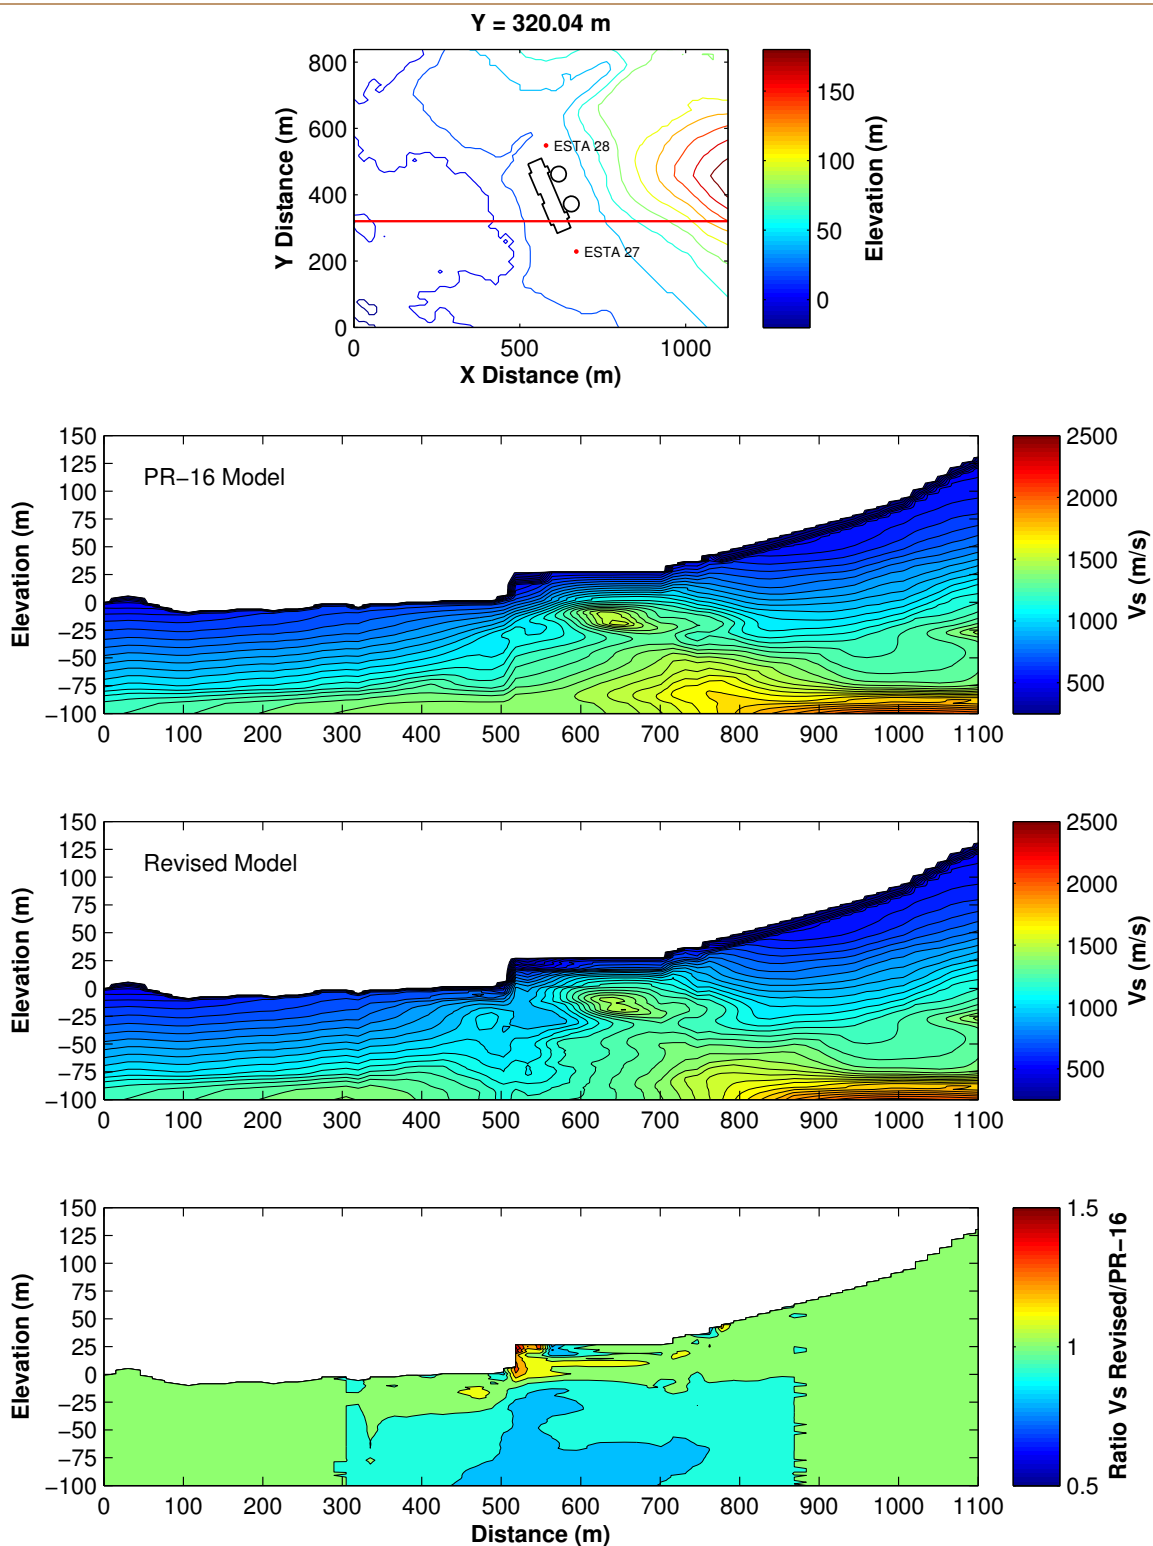 Y = 320.04 m
800
600
400
200
0
Y Distance (m)
ESTA 28
ESTA 27
0 500 1000
X Distance (m)
150
100
50
0
Elevation (m)
150
125
100
75
50
25
0
−25
−50
−75
−100
Elevation (m)
PR−16 Model
0 100 200 300 400 500 600 700 800 900 1000 1100
2500
2000
1500
1000
500
Vs (m/s)
150
125
100
75
50
25
0
−25
−50
−75
−100
Elevation (m)
Revised Model
0 100 200 300 400 500 600 700 800 900 1000 1100
2500
2000
1500
1000
500
Vs (m/s)
150
125
100
75
50
25
0
−25
−50
−75
−100
Elevation (m)
0 100 200 300 400 500 600 700 800 900 1000 1100
Distance (m)
1.5
1
0.5
Ratio Vs Revised/PR−16